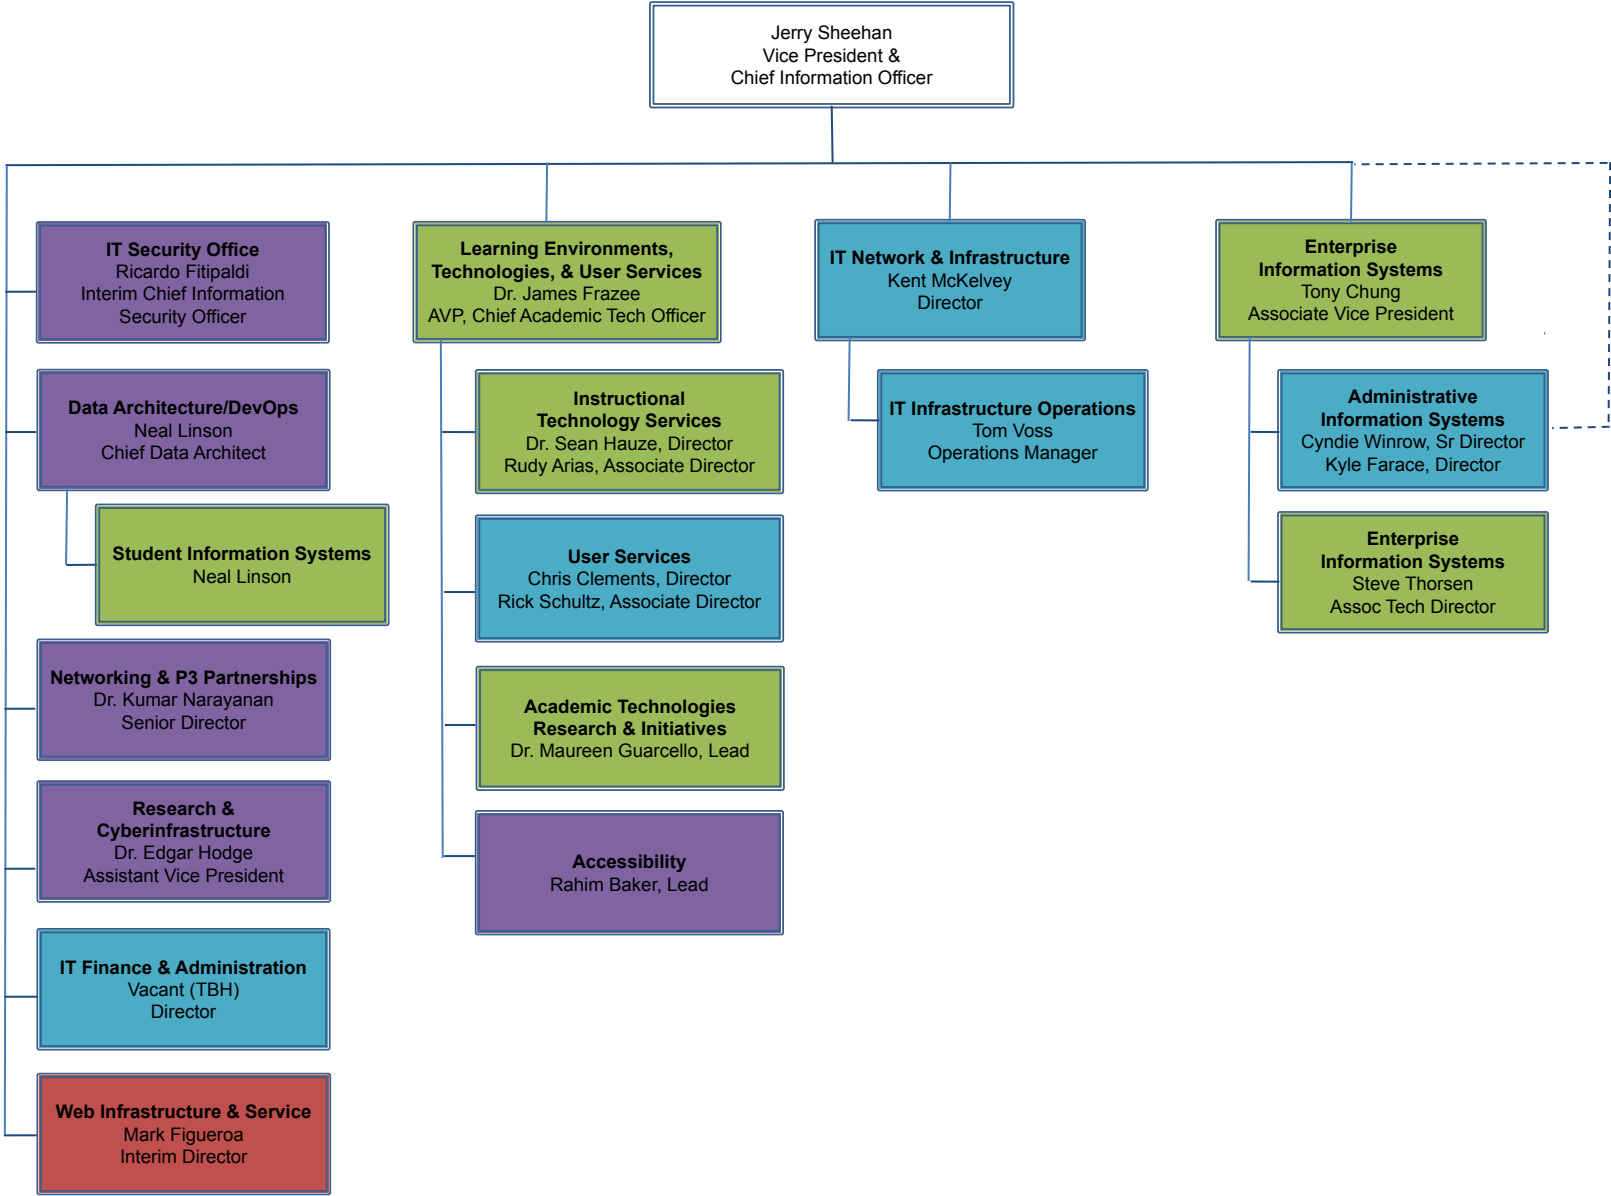 Jerry Sheehan
Vice President &
Chief Information Officer
IT Security Office
Ricardo Fitipaldi
Interim Chief Information
Security Officer
Data Architecture/DevOps
Neal Linson
Chief Data Architect
Student Information Systems
Neal Linson
Networking & P3 Partnerships
Dr. Kumar Narayanan
Senior Director
Research &
Cyberinfrastructure
Dr. Edgar Hodge
Assistant Vice President
IT Finance & Administration
Vacant (TBH)
Director
Web Infrastructure & Service
Mark Figueroa
Interim Director
Learning Environments,
Technologies, & User Services
Dr. James Frazee
AVP, Chief Academic Tech Officer
Instructional
Technology Services
Dr. Sean Hauze, Director
Rudy Arias, Associate Director
User Services
Chris Clements, Director
Rick Schultz, Associate Director
Academic Technologies
Research & Initiatives
Dr. Maureen Guarcello, Lead
Accessibility
Rahim Baker, Lead
IT Network & Infrastructure
Kent McKelvey
Director
IT Infrastructure Operations
Tom Voss
Operations Manager
Enterprise
Information Systems
Tony Chung
Associate Vice President
Administrative
Information Systems
Cyndie Winrow, Sr Director
Kyle Farace, Director
Enterprise
Information Systems
Steve Thorsen
Assoc Tech Director